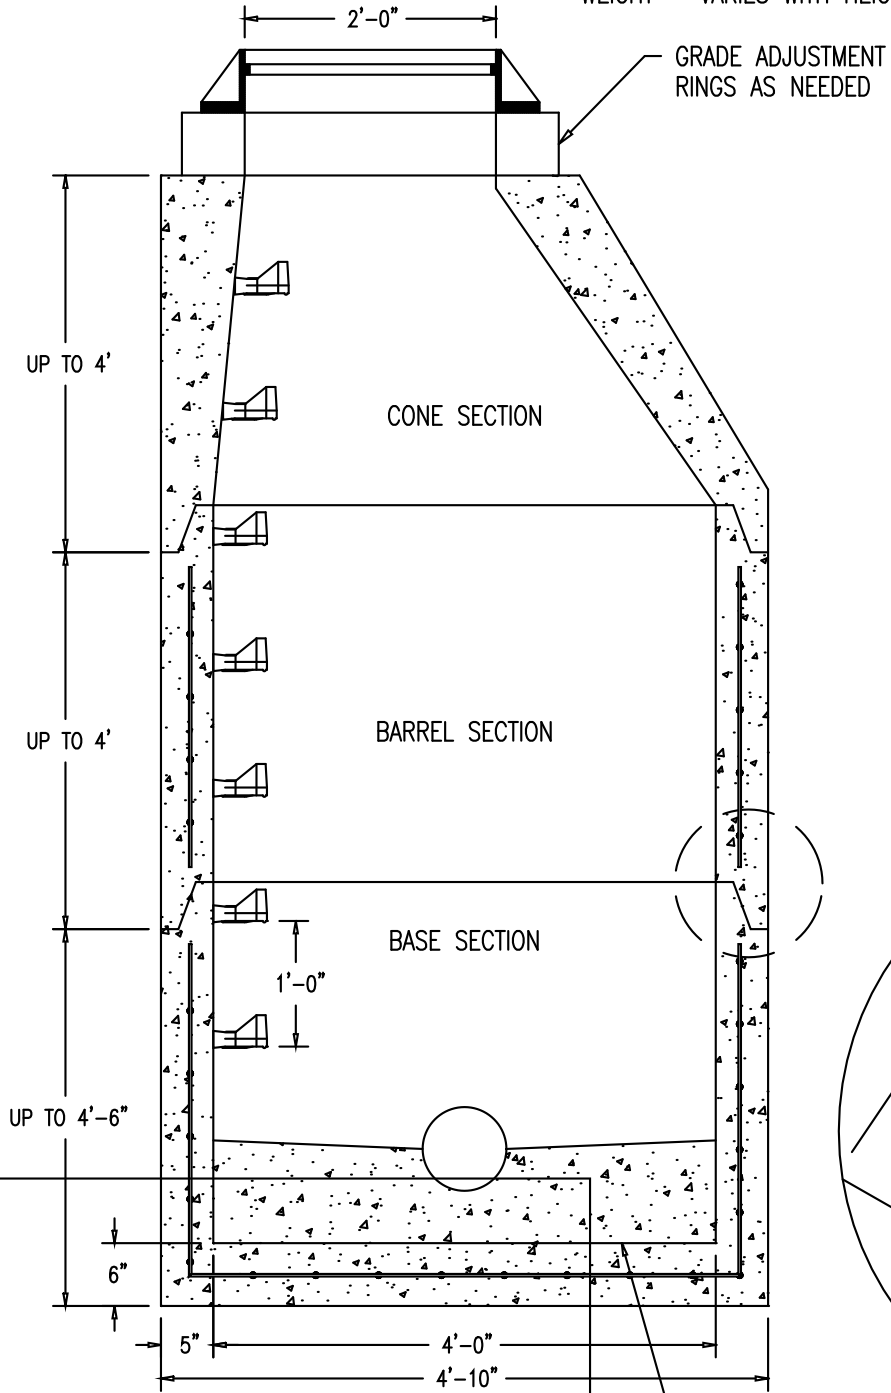 2'-0"
GRADE ADJUSTMENT
RINGS AS NEEDED
UP TO 4'
CONE SECTION
UP TO 4'
BARREL SECTION
BASE SECTION
1'-0"
UP TO 4'-6"
6"
5"
4'-0"
4'-10"